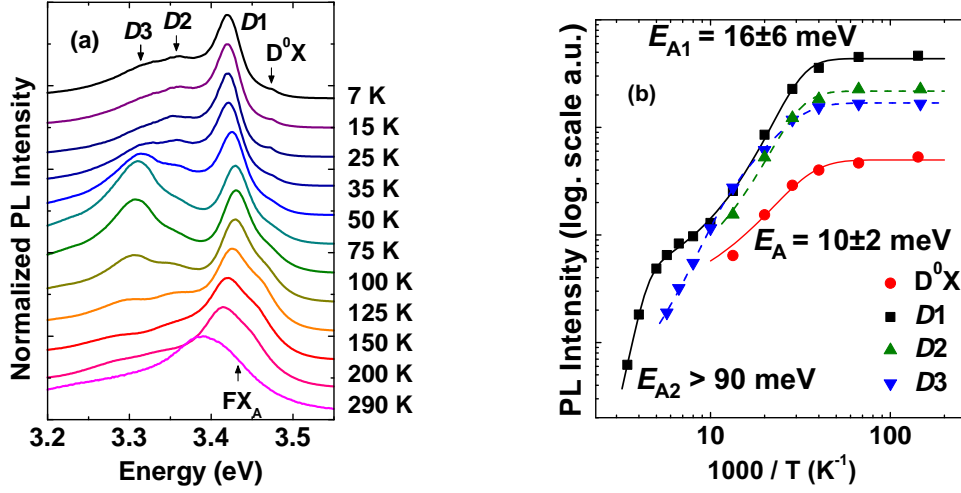 (a)
D3
D2
D1
D⁰X
7 K
15 K
25 K
35 K
50 K
75 K
100 K
125 K
150 K
200 K
290 K
FX_A
Normalized PL Intensity
3.2 3.3 3.4 3.5
Energy (eV)
(b)
E_A1 = 16±6 meV
E_A = 10±2 meV
E_A2 > 90 meV
D⁰X
D1
D2
D3
PL Intensity (log. scale a.u.)
10 100
1000 / T (K⁻¹)